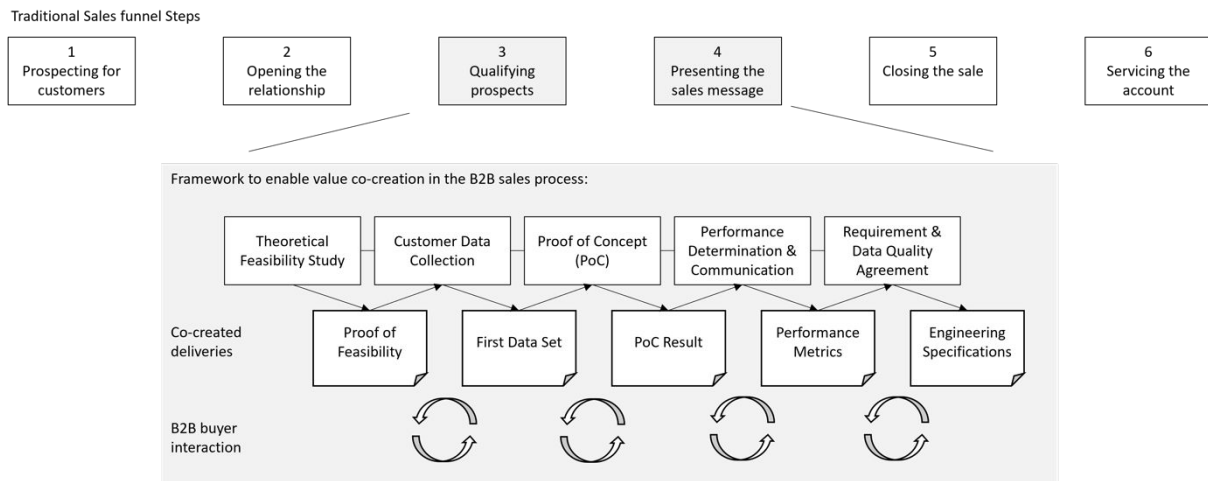 Traditional Sales funnel Steps
1
Prospecting for
customers
2
Opening the
relationship
3
Qualifying
prospects
4
Presenting the
sales message
5
Closing the sale
6
Servicing the
account
Framework to enable value co-creation in the B2B sales process:
Theoretical
Feasibility Study
Customer Data
Collection
Proof of Concept
(PoC)
Performance
Determination &
Communication
Requirement &
Data Quality
Agreement
Co-created
deliveries
Proof of
Feasibility
First Data Set
PoC Result
Performance
Metrics
Engineering
Specifications
B2B buyer
interaction